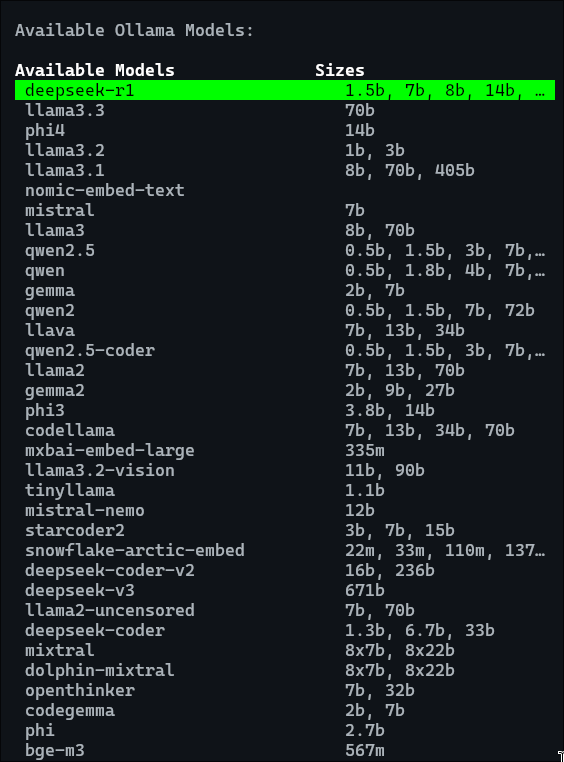 Available Ollama Models:
Available Models Sizes
deepseek-r1 1.5b, 7b, 8b, 14b, …
llama3.3 70b
phi4 14b
llama3.2 1b, 3b
llama3.1 8b, 70b, 405b
nomic-embed-text
mistral 7b
llama3 8b, 70b
qwen2.5 0.5b, 1.5b, 3b, 7b,…
qwen 0.5b, 1.8b, 4b, 7b,…
gemma 2b, 7b
qwen2 0.5b, 1.5b, 7b, 72b
llava 7b, 13b, 34b
qwen2.5-coder 0.5b, 1.5b, 3b, 7b,…
llama2 7b, 13b, 70b
gemma2 2b, 9b, 27b
phi3 3.8b, 14b
codellama 7b, 13b, 34b, 70b
mxbai-embed-large 335m
llama3.2-vision 11b, 90b
tinyllama 1.1b
mistral-nemo 12b
starcoder2 3b, 7b, 15b
snowflake-arctic-embed 22m, 33m, 110m, 137…
deepseek-coder-v2 16b, 236b
deepseek-v3 671b
llama2-uncensored 7b, 70b
deepseek-coder 1.3b, 6.7b, 33b
mixtral 8x7b, 8x22b
dolphin-mixtral 8x7b, 8x22b
openthinker 7b, 32b
codegemma 2b, 7b
phi 2.7b
bge-m3 567m